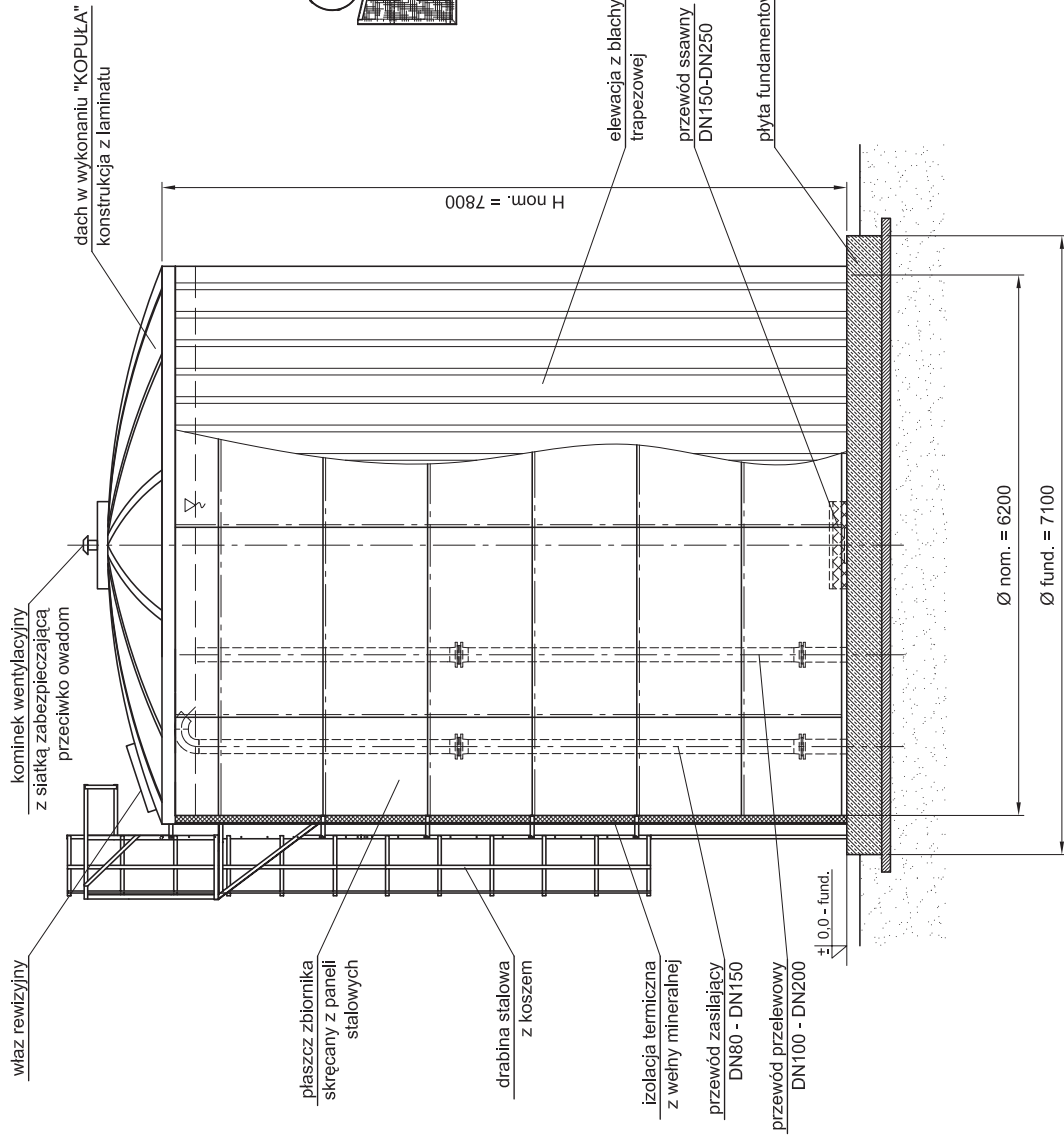 kominek wentylacyjny
z siatką zabezpieczającą
przeciwko owadom
dach w wykonaniu "KOPUŁA"
konstrukcja z laminatu
właz rewizyjny
płaszcz zbiornika
skręcany z paneli
stalowych
drabina stalowa
z koszem
izolacja termiczna
z wełny mineralnej
przewód zasilający
DN80 - DN150
przewód przelewowy
DN100 - DN200
± 0,0 - fund.
H nom. = 7800
elewacja z blachy
trapezowej
przewód ssawny
DN150-DN250
płyta fundamentow
Ø nom. = 6200
Ø fund. = 7100